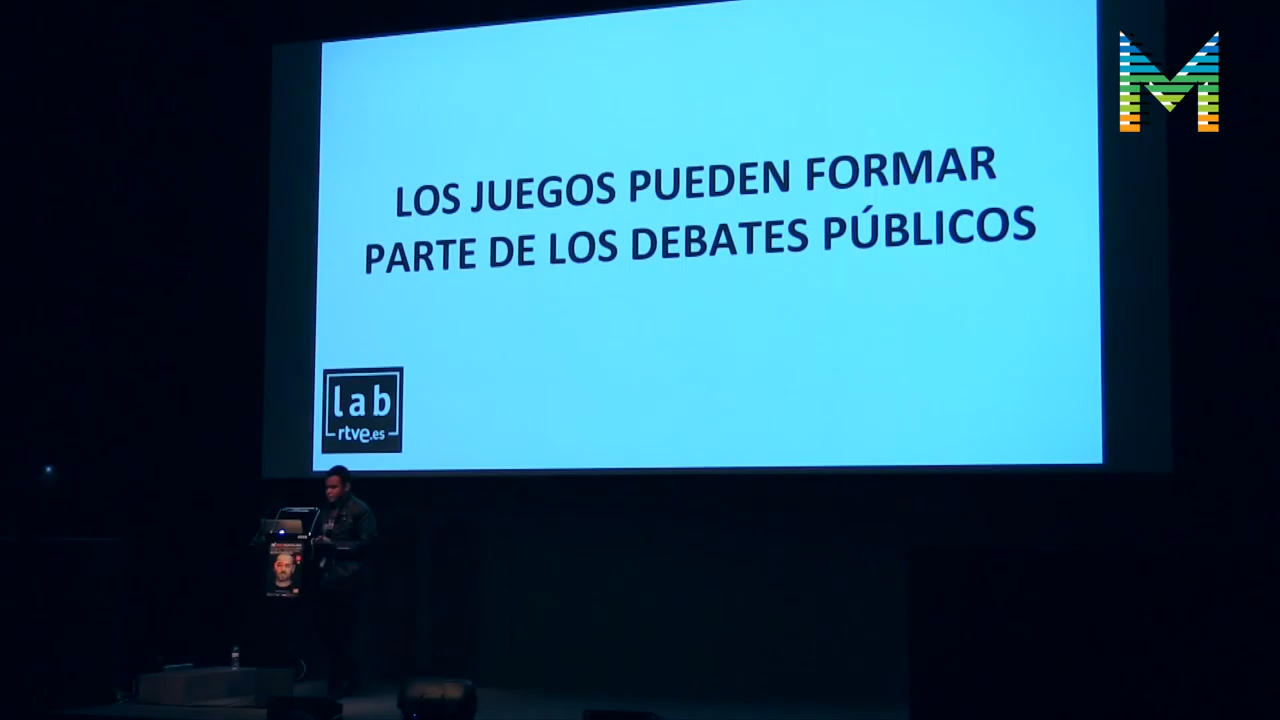 LOS JUEGOS PUEDEN FORMAR
PARTE DE LOS DEBATES PÚBLICOS
lab
rtve.es
M